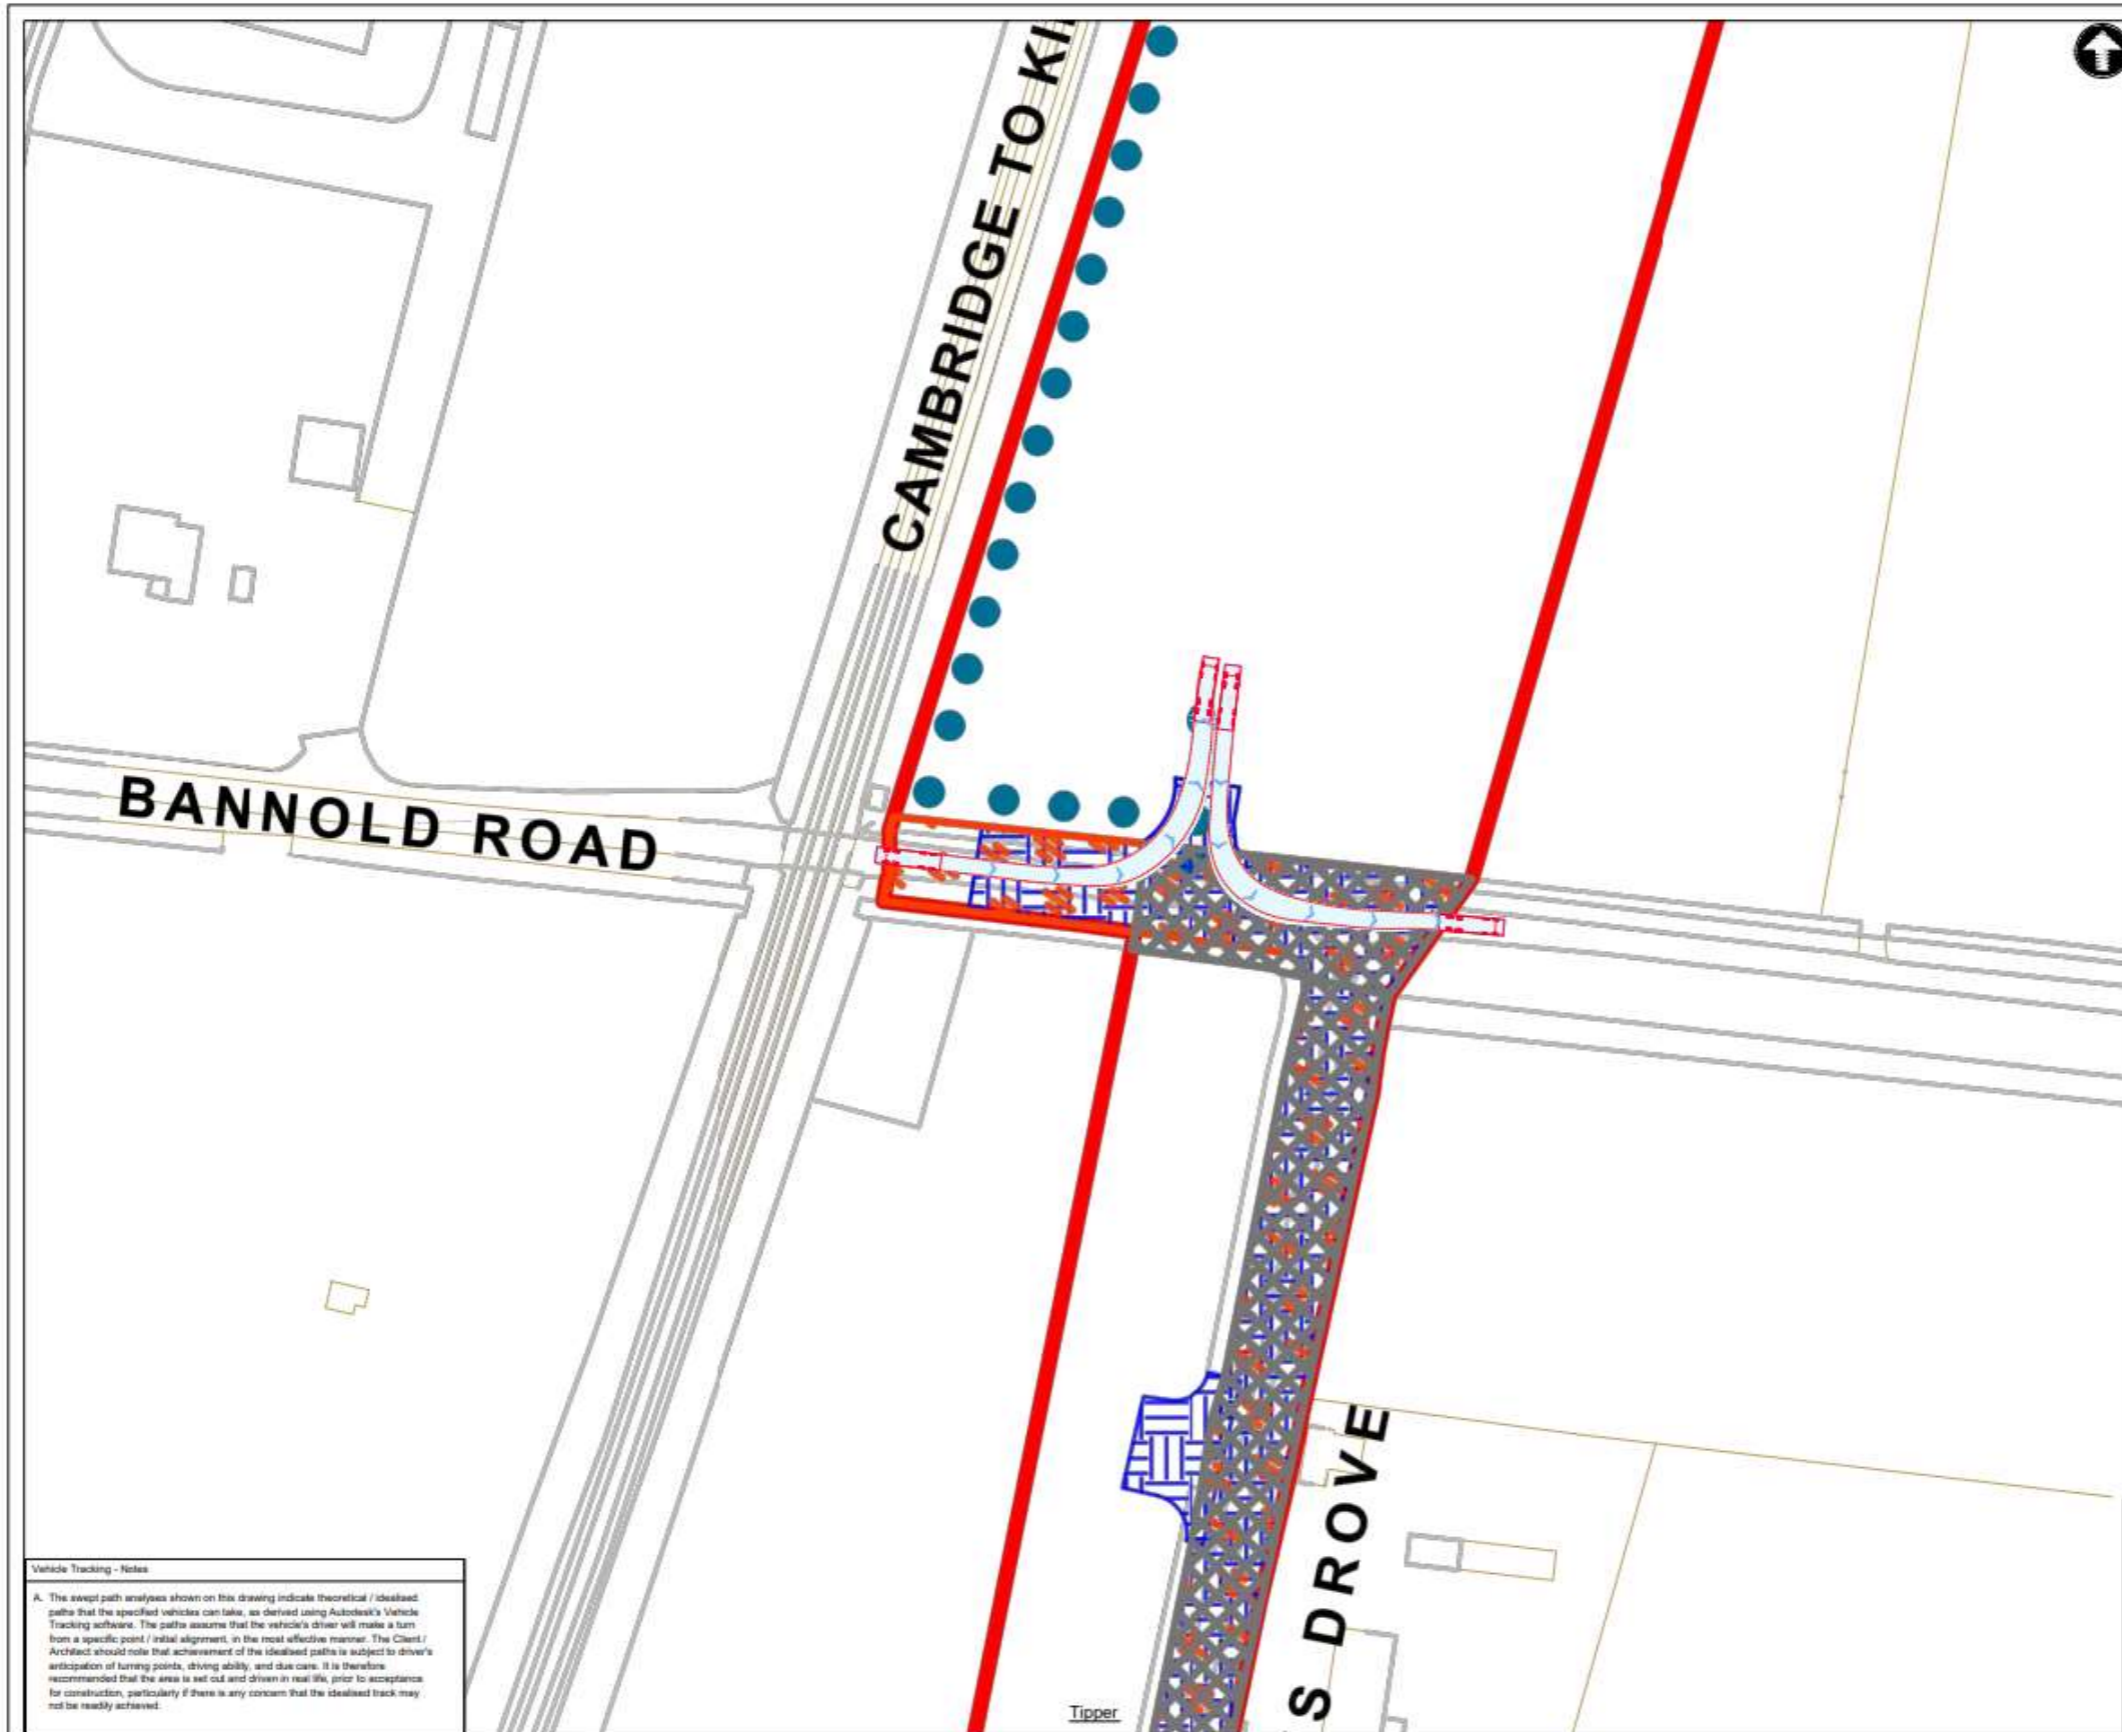 CAMBRIDGE TO KI
BANNOLD ROAD
S DROVE
Vehicle Tracking - Notes
A. The swept path analyses shown on this drawing indicate theoretical / idealised
paths that the specified vehicles can take, as derived using Autodesk's Vehicle
Tracking software. The paths assume that the vehicle's driver will make a turn
from a specific point / initial alignment, in the most effective manner. The Client /
Architect should note that achievement of the idealised paths is subject to driver's
anticipation of turning points, driving ability, and due care. It is therefore
recommended that the area is set out and driven in real life, prior to acceptance
for construction, particularly if there is any concern that the idealised track may
not be readily achieved.
Tipper